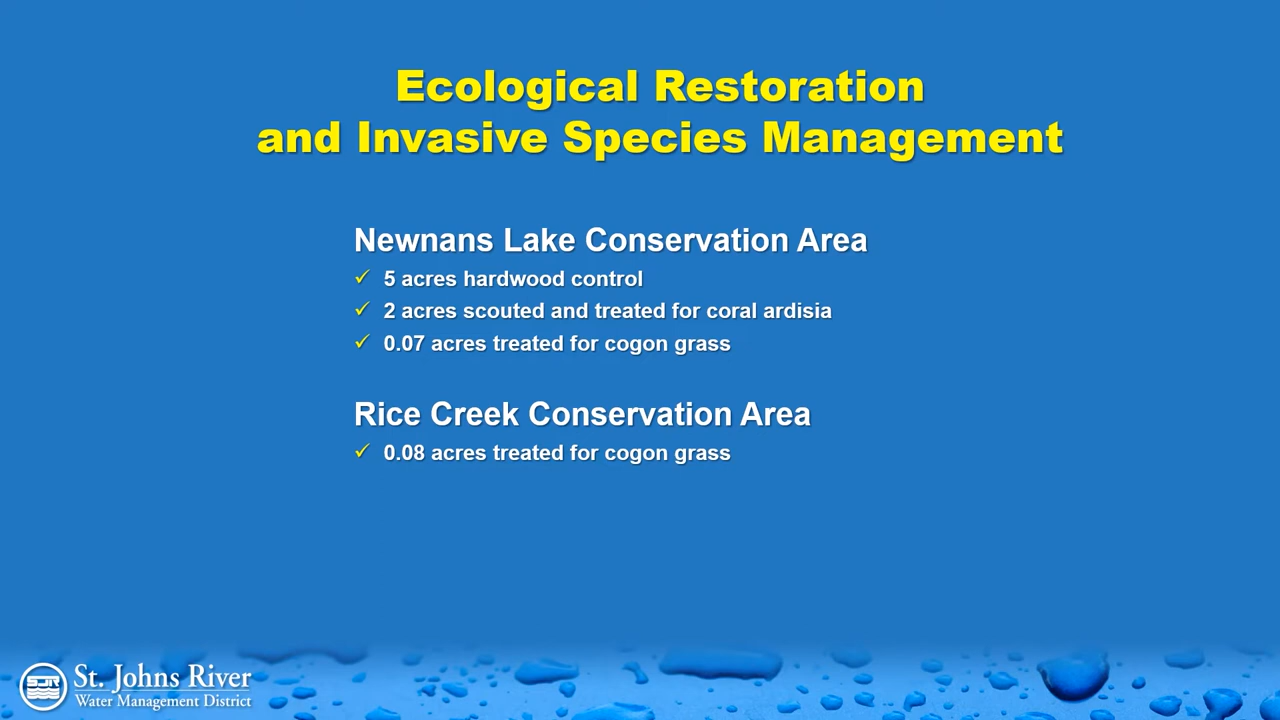 Ecological Restoration
and Invasive Species Management
Newnans Lake Conservation Area
✓ 5 acres hardwood control
✓ 2 acres scouted and treated for coral ardisia
✓ 0.07 acres treated for cogon grass
Rice Creek Conservation Area
✓ 0.08 acres treated for cogon grass
SJR
St. Johns River
Water Management District